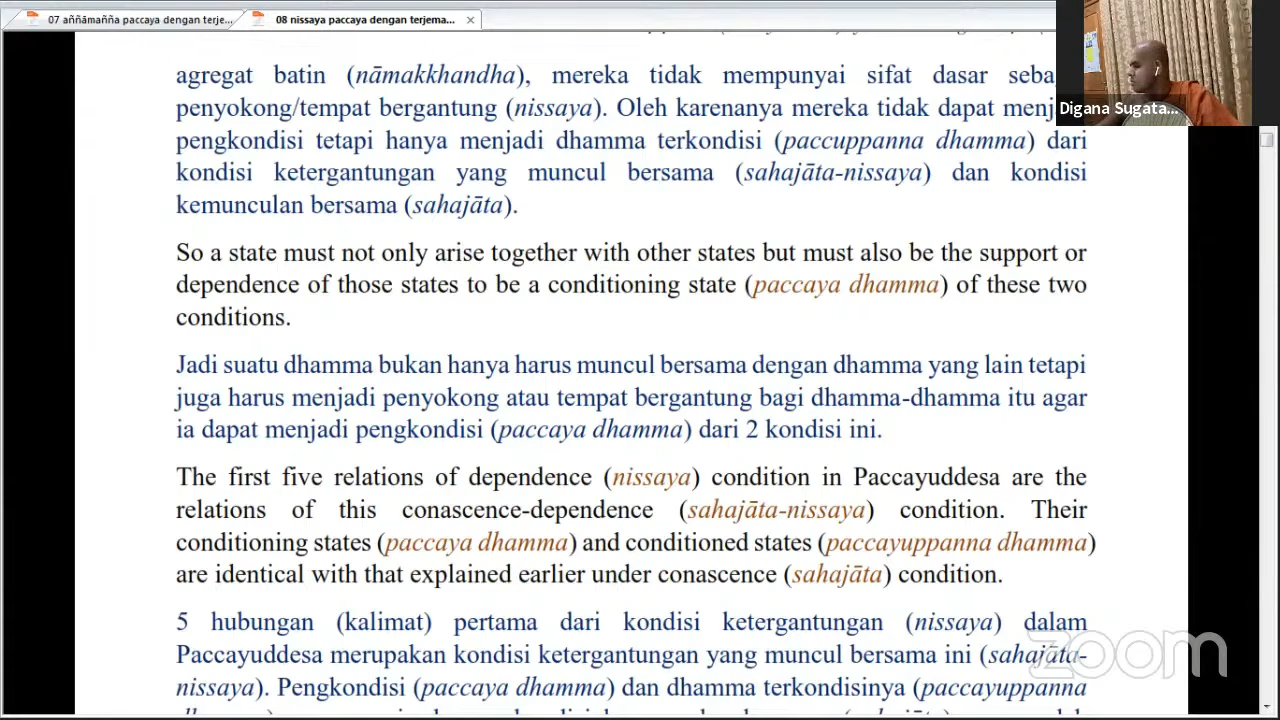 07 aññāmañña paccaya dengan terje...
08 nissaya paccaya dengan terjema...
Digana Sugata...
agregat batin (nāmakkhandha), mereka tidak mempunyai sifat dasar
penyokong/tempat bergantung (nissaya). Oleh karenanya mereka tidak dapat
pengkondisi tetapi hanya menjadi dhamma terkondisi (paccuppanna dhamma) dari
kondisi ketergantungan yang muncul bersama (sahajāta-nissaya) dan kondisi
kemunculan bersama (sahajāta).
So a state must not only arise together with other states but must also be the support or
dependence of those states to be a conditioning state (paccaya dhamma) of these two
conditions.
Jadi suatu dhamma bukan hanya harus muncul bersama dengan dhamma yang lain tetapi
juga harus menjadi penyokong atau tempat bergantung bagi dhamma-dhamma itu agar
ia dapat menjadi pengkondisi (paccaya dhamma) dari 2 kondisi ini.
The first five relations of dependence (nissaya) condition in Paccayuddesa are the
relations of this conascence-dependence (sahajāta-nissaya) condition. Their
conditioning states (paccaya dhamma) and conditioned states (paccayuppanna dhamma)
are identical with that explained earlier under conascence (sahajāta) condition.
5 hubungan (kalimat) pertama dari kondisi ketergantungan (nissaya) dalam
Paccayuddesa merupakan kondisi ketergantungan yang muncul bersama ini (sahajāta-
nissaya). Pengkondisi (paccaya dhamma) dan dhamma terkondisinya (paccayuppanna
zoom